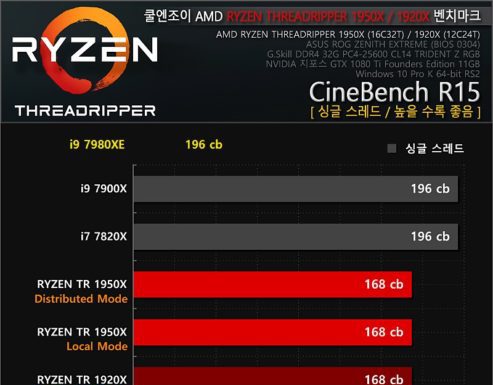 쿨엔조이 AMD RYZEN THREADRIPPER 1950X / 1920X 벤치마크
AMD RYZEN THREADRIPPER 1950X (16C32T) / 1920X (12C24T)
ASUS ROG ZENITH EXTREME (BIOS 0304)
G.Skill DDR4 32G PC4-25600 CL14 TRIDENT Z RGB
NVIDIA 지포스 GTX 1080 Ti Founders Edition 11GB
Windows 10 Pro K 64-bit RS2
RYZEN
THREADRIPPER
CineBench R15
[ 싱글 스레드 / 높을 수록 좋음 ]
i9 7980XE 196 cb
싱글 스레드
i9 7900X 196 cb
i7 7820X 196 cb
RYZEN TR 1950X 168 cb
Distributed Mode
RYZEN TR 1950X 168 cb
Local Mode
RYZEN TR 1920X 168 cb